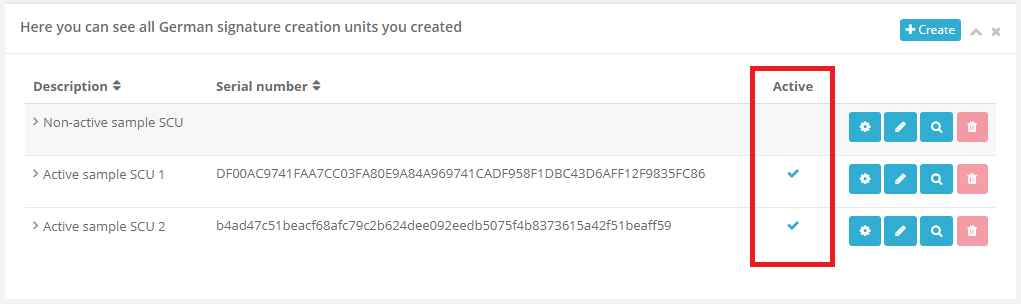 Here you can see all German signature creation units you created
Create
Description Serial number Active
Non-active sample SCU
Active sample SCU 1 DF00AC9741FAA7CC03FA80E9A84A969741CADF958F1DBC43D6AFF12F9835FC86
Active sample SCU 2 b4ad47c51beacf68afc79c2b624dee092eedb5075f4b8373615a42f51beaff59